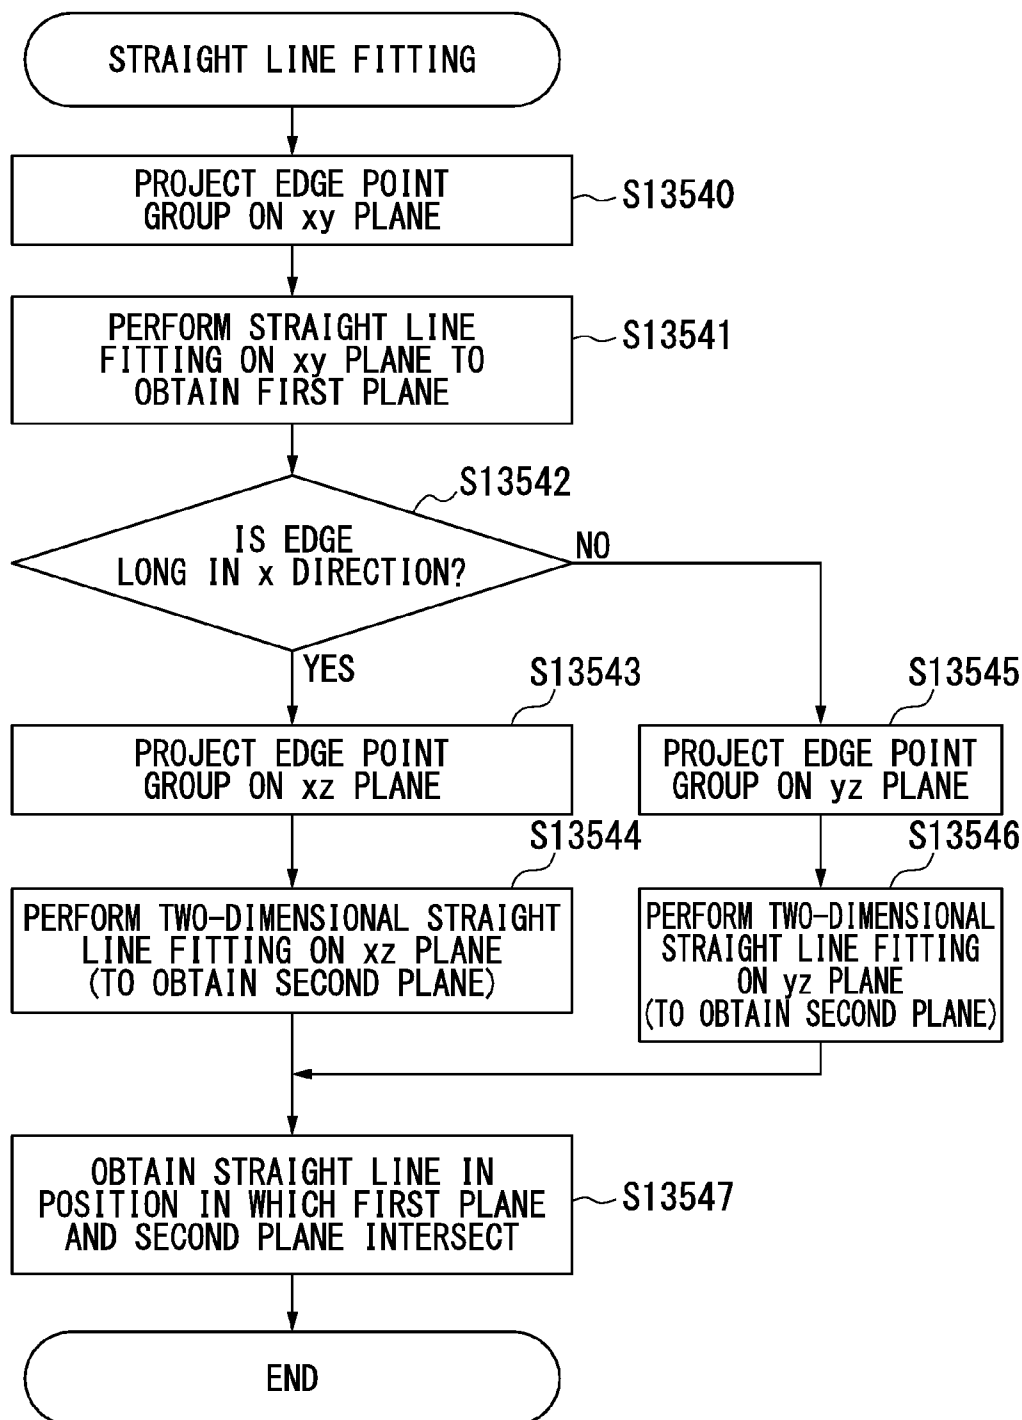 STRAIGHT LINE FITTING
PROJECT EDGE POINT
GROUP ON xy PLANE
S13540
PERFORM STRAIGHT LINE
FITTING ON xy PLANE TO
OBTAIN FIRST PLANE
S13541
S13542
IS EDGE
LONG IN x DIRECTION?
NO
YES
S13543
PROJECT EDGE POINT
GROUP ON xz PLANE
S13545
PROJECT EDGE POINT
GROUP ON yz PLANE
S13544
PERFORM TWO-DIMENSIONAL STRAIGHT
LINE FITTING ON xz PLANE
(TO OBTAIN SECOND PLANE)
S13546
PERFORM TWO-DIMENSIONAL
STRAIGHT LINE FITTING
ON yz PLANE
(TO OBTAIN SECOND PLANE)
OBTAIN STRAIGHT LINE IN
POSITION IN WHICH FIRST PLANE
AND SECOND PLANE INTERSECT
S13547
END